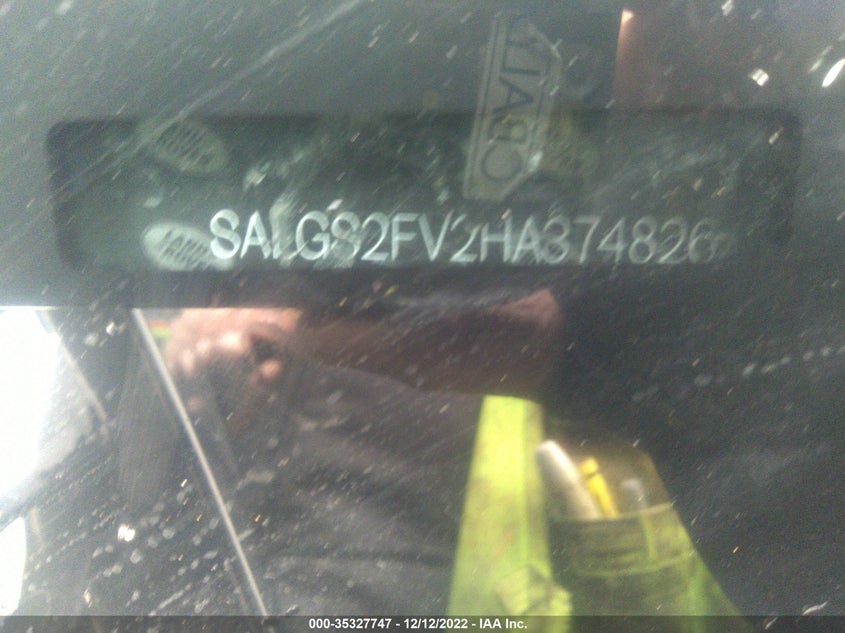 SALGS2FV2HA374826
000-35327747 - 12/12/2022 - IAA Inc.